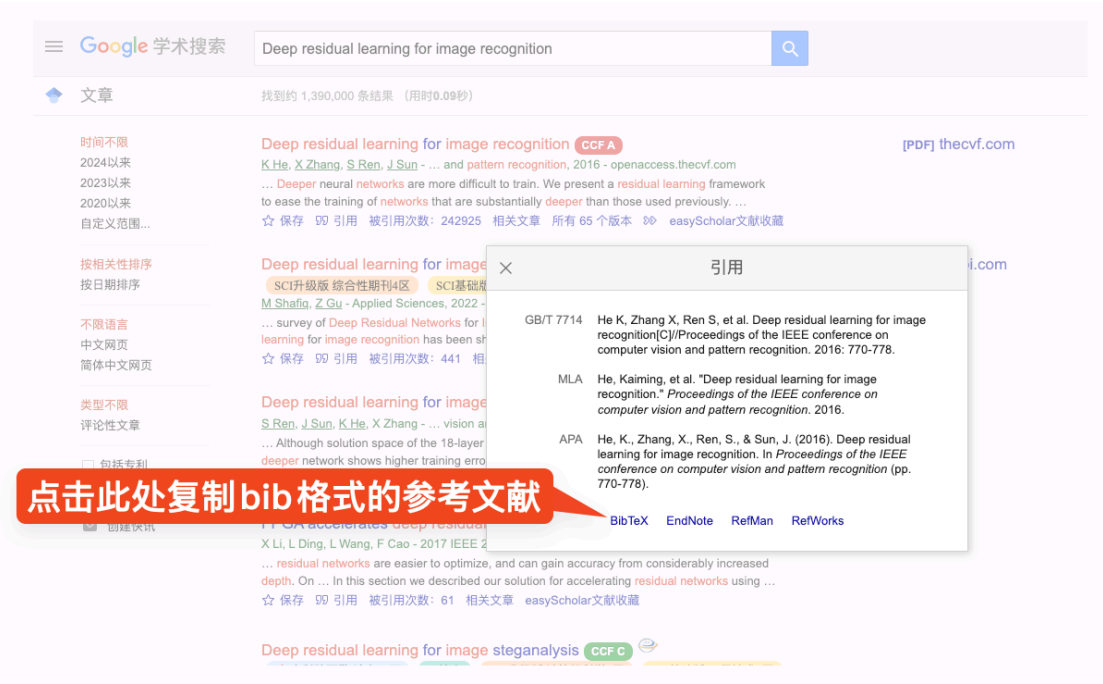 Google 学术搜索
Deep residual learning for image recognition
文章
找到约 1,390,000 条结果 （用时0.09秒）
时间不限
2024以来
2023以来
2020以来
自定义范围...
按相关性排序
按日期排序
不限语言
中文网页
简体中文网页
类型不限
评论性文章
包括专利
创建快讯
Deep residual learning for image recognition CCF A
[PDF] thecvf.com
K He, X Zhang, S Ren, J Sun - … and pattern recognition, 2016 - openaccess.thecvf.com
… Deeper neural networks are more difficult to train. We present a residual learning framework
to ease the training of networks that are substantially deeper than those used previously. …
保存 引用 被引用次数：242925 相关文章 所有 65 个版本 easyScholar文献收藏
Deep residual learning for image
i.com
SCI升级版 综合性期刊4区 SCI基础版
M Shafiq, Z Gu - Applied Sciences, 2022 -
… survey of Deep Residual Networks for
learning for image recognition has been sh
保存 引用 被引用次数：441 相
Deep residual learning for image
S Ren, J Sun, K He, X Zhang - … vision a
… Although solution space of the 18-layer
deeper network shows higher training erro
点击此处复制bib格式的参考文献
FPGA accelerates deep residual
X Li, L Ding, L Wang, F Cao - 2017 IEEE 2
… residual networks are easier to optimize, and can gain accuracy from considerably increased
depth. On … In this section we described our solution for accelerating residual networks using …
保存 引用 被引用次数：61 相关文章 easyScholar文献收藏
Deep residual learning for image steganalysis CCF C
引用
GB/T 7714 He K, Zhang X, Ren S, et al. Deep residual learning for image
recognition[C]//Proceedings of the IEEE conference on
computer vision and pattern recognition. 2016: 770-778.
MLA He, Kaiming, et al. "Deep residual learning for image
recognition." Proceedings of the IEEE conference on
computer vision and pattern recognition. 2016.
APA He, K., Zhang, X., Ren, S., & Sun, J. (2016). Deep residual
learning for image recognition. In Proceedings of the IEEE
conference on computer vision and pattern recognition (pp.
770-778).
BibTeX EndNote RefMan RefWorks